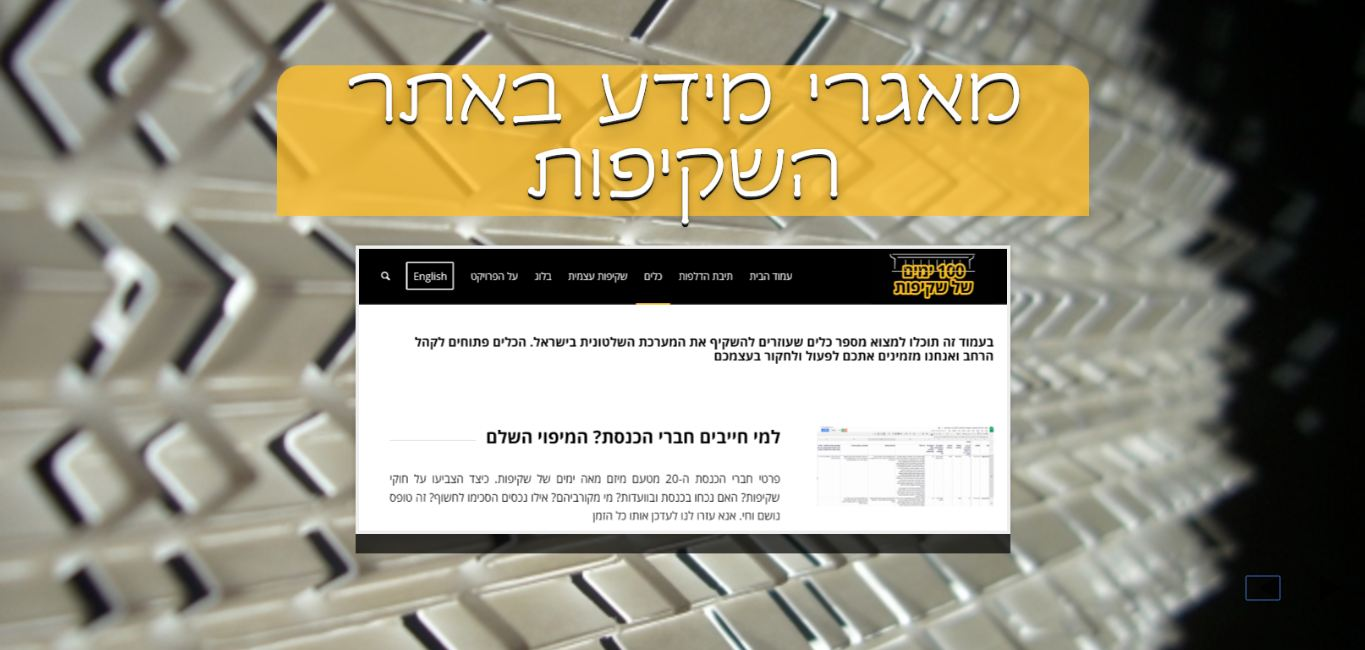 מאגרי מידע באתר
השקיפות
100 ימים
של שקיפות
עמוד הבית תיבת הדלפות כלים שקיפות עצמית בלוג על הפרויקט English
בעמוד זה תוכלו למצוא מספר כלים שעוזרים להשקיף את המערכת השלטונית בישראל. הכלים פתוחים לקהל
הרחב ואנחנו מזמינים אתכם לפעול ולחקור בעצמכם
למי חייבים חברי הכנסת? המיפוי השלם
פרטי חברי הכנסת ה-20 מטעם מיזם מאה ימים של שקיפות. כיצד הצביעו על חוקי
שקיפות? האם נכחו בכנסת ובוועדות? מי מקורביהם? אילו נכסים הסכימו לחשוף? זה טופס
נושם וחי. אנא עזרו לנו לעדכן אותו כל הזמן